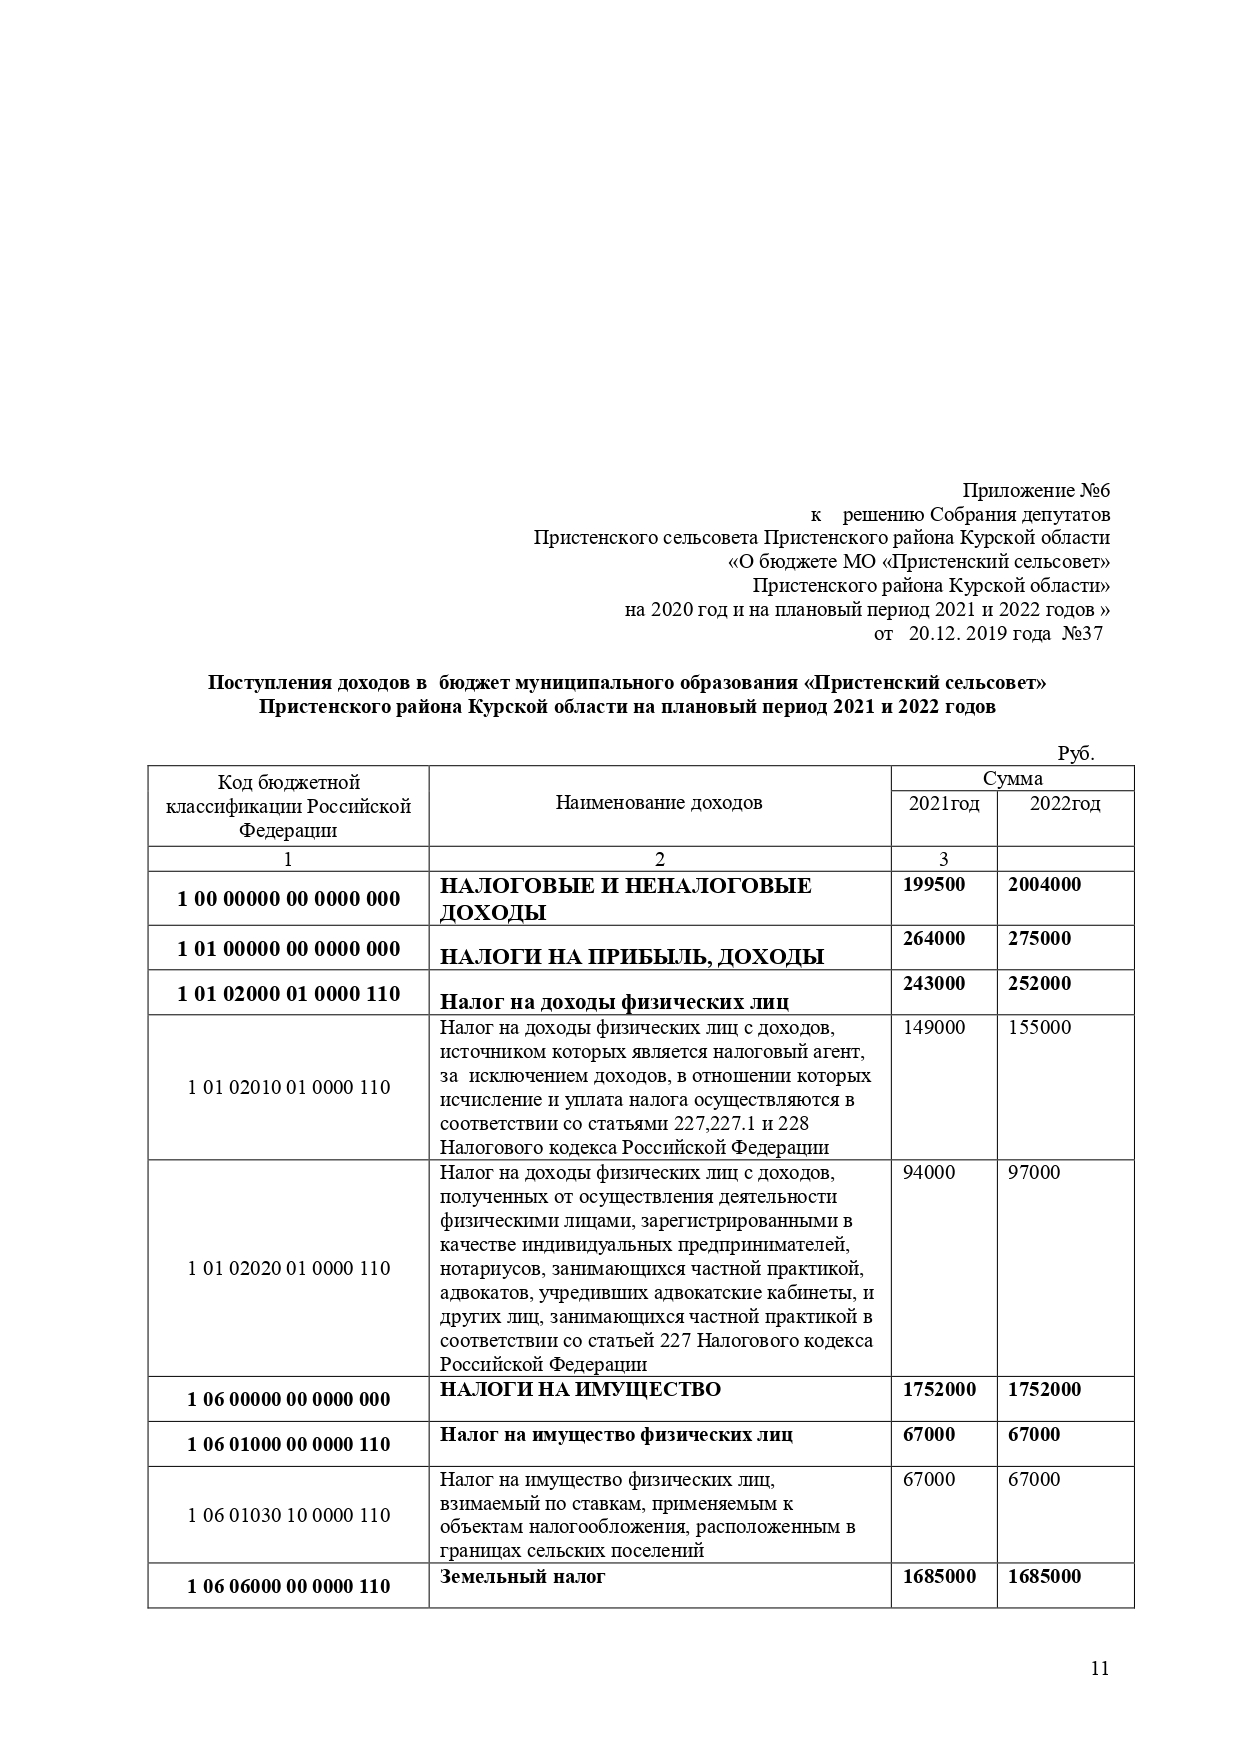 Приложение №6
к    решению Собрания депутатов
Пристенского сельсовета Пристенского района Курской области
«О бюджете МО «Пристенский сельсовет»
Пристенского района Курской области»
на 2020 год и на плановый период 2021 и 2022 годов »
от   20.12. 2019 года  №37
Поступления доходов в  бюджет муниципального образования «Пристенский сельсовет»
Пристенского района Курской области на плановый период 2021 и 2022 годов
Руб.
Код бюджетной
классификации Российской
Федерации
Наименование доходов
Сумма
2021год
2022год
1
2
3
1 00 00000 00 0000 000
НАЛОГОВЫЕ И НЕНАЛОГОВЫЕ
ДОХОДЫ
199500
2004000
1 01 00000 00 0000 000
НАЛОГИ НА ПРИБЫЛЬ, ДОХОДЫ
264000
275000
1 01 02000 01 0000 110
Налог на доходы физических лиц
243000
252000
1 01 02010 01 0000 110
Налог на доходы физических лиц с доходов,
источником которых является налоговый агент,
за  исключением доходов, в отношении которых
исчисление и уплата налога осуществляются в
соответствии со статьями 227,227.1 и 228
Налогового кодекса Российской Федерации
149000
155000
1 01 02020 01 0000 110
Налог на доходы физических лиц с доходов,
полученных от осуществления деятельности
физическими лицами, зарегистрированными в
качестве индивидуальных предпринимателей,
нотариусов, занимающихся частной практикой,
адвокатов, учредивших адвокатские кабинеты, и
других лиц, занимающихся частной практикой в
соответствии со статьей 227 Налогового кодекса
Российской Федерации
94000
97000
1 06 00000 00 0000 000
НАЛОГИ НА ИМУЩЕСТВО
1752000
1752000
1 06 01000 00 0000 110
Налог на имущество физических лиц
67000
67000
1 06 01030 10 0000 110
Налог на имущество физических лиц,
взимаемый по ставкам, применяемым к
объектам налогообложения, расположенным в
границах сельских поселений
67000
67000
1 06 06000 00 0000 110
Земельный налог
1685000
1685000
11